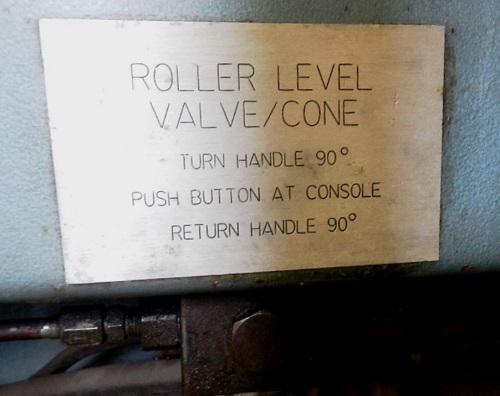 ROLLER LEVEL
VALVE/CONE
TURN HANDLE 90°
PUSH BUTTON AT CONSOLE
RETURN HANDLE 90°